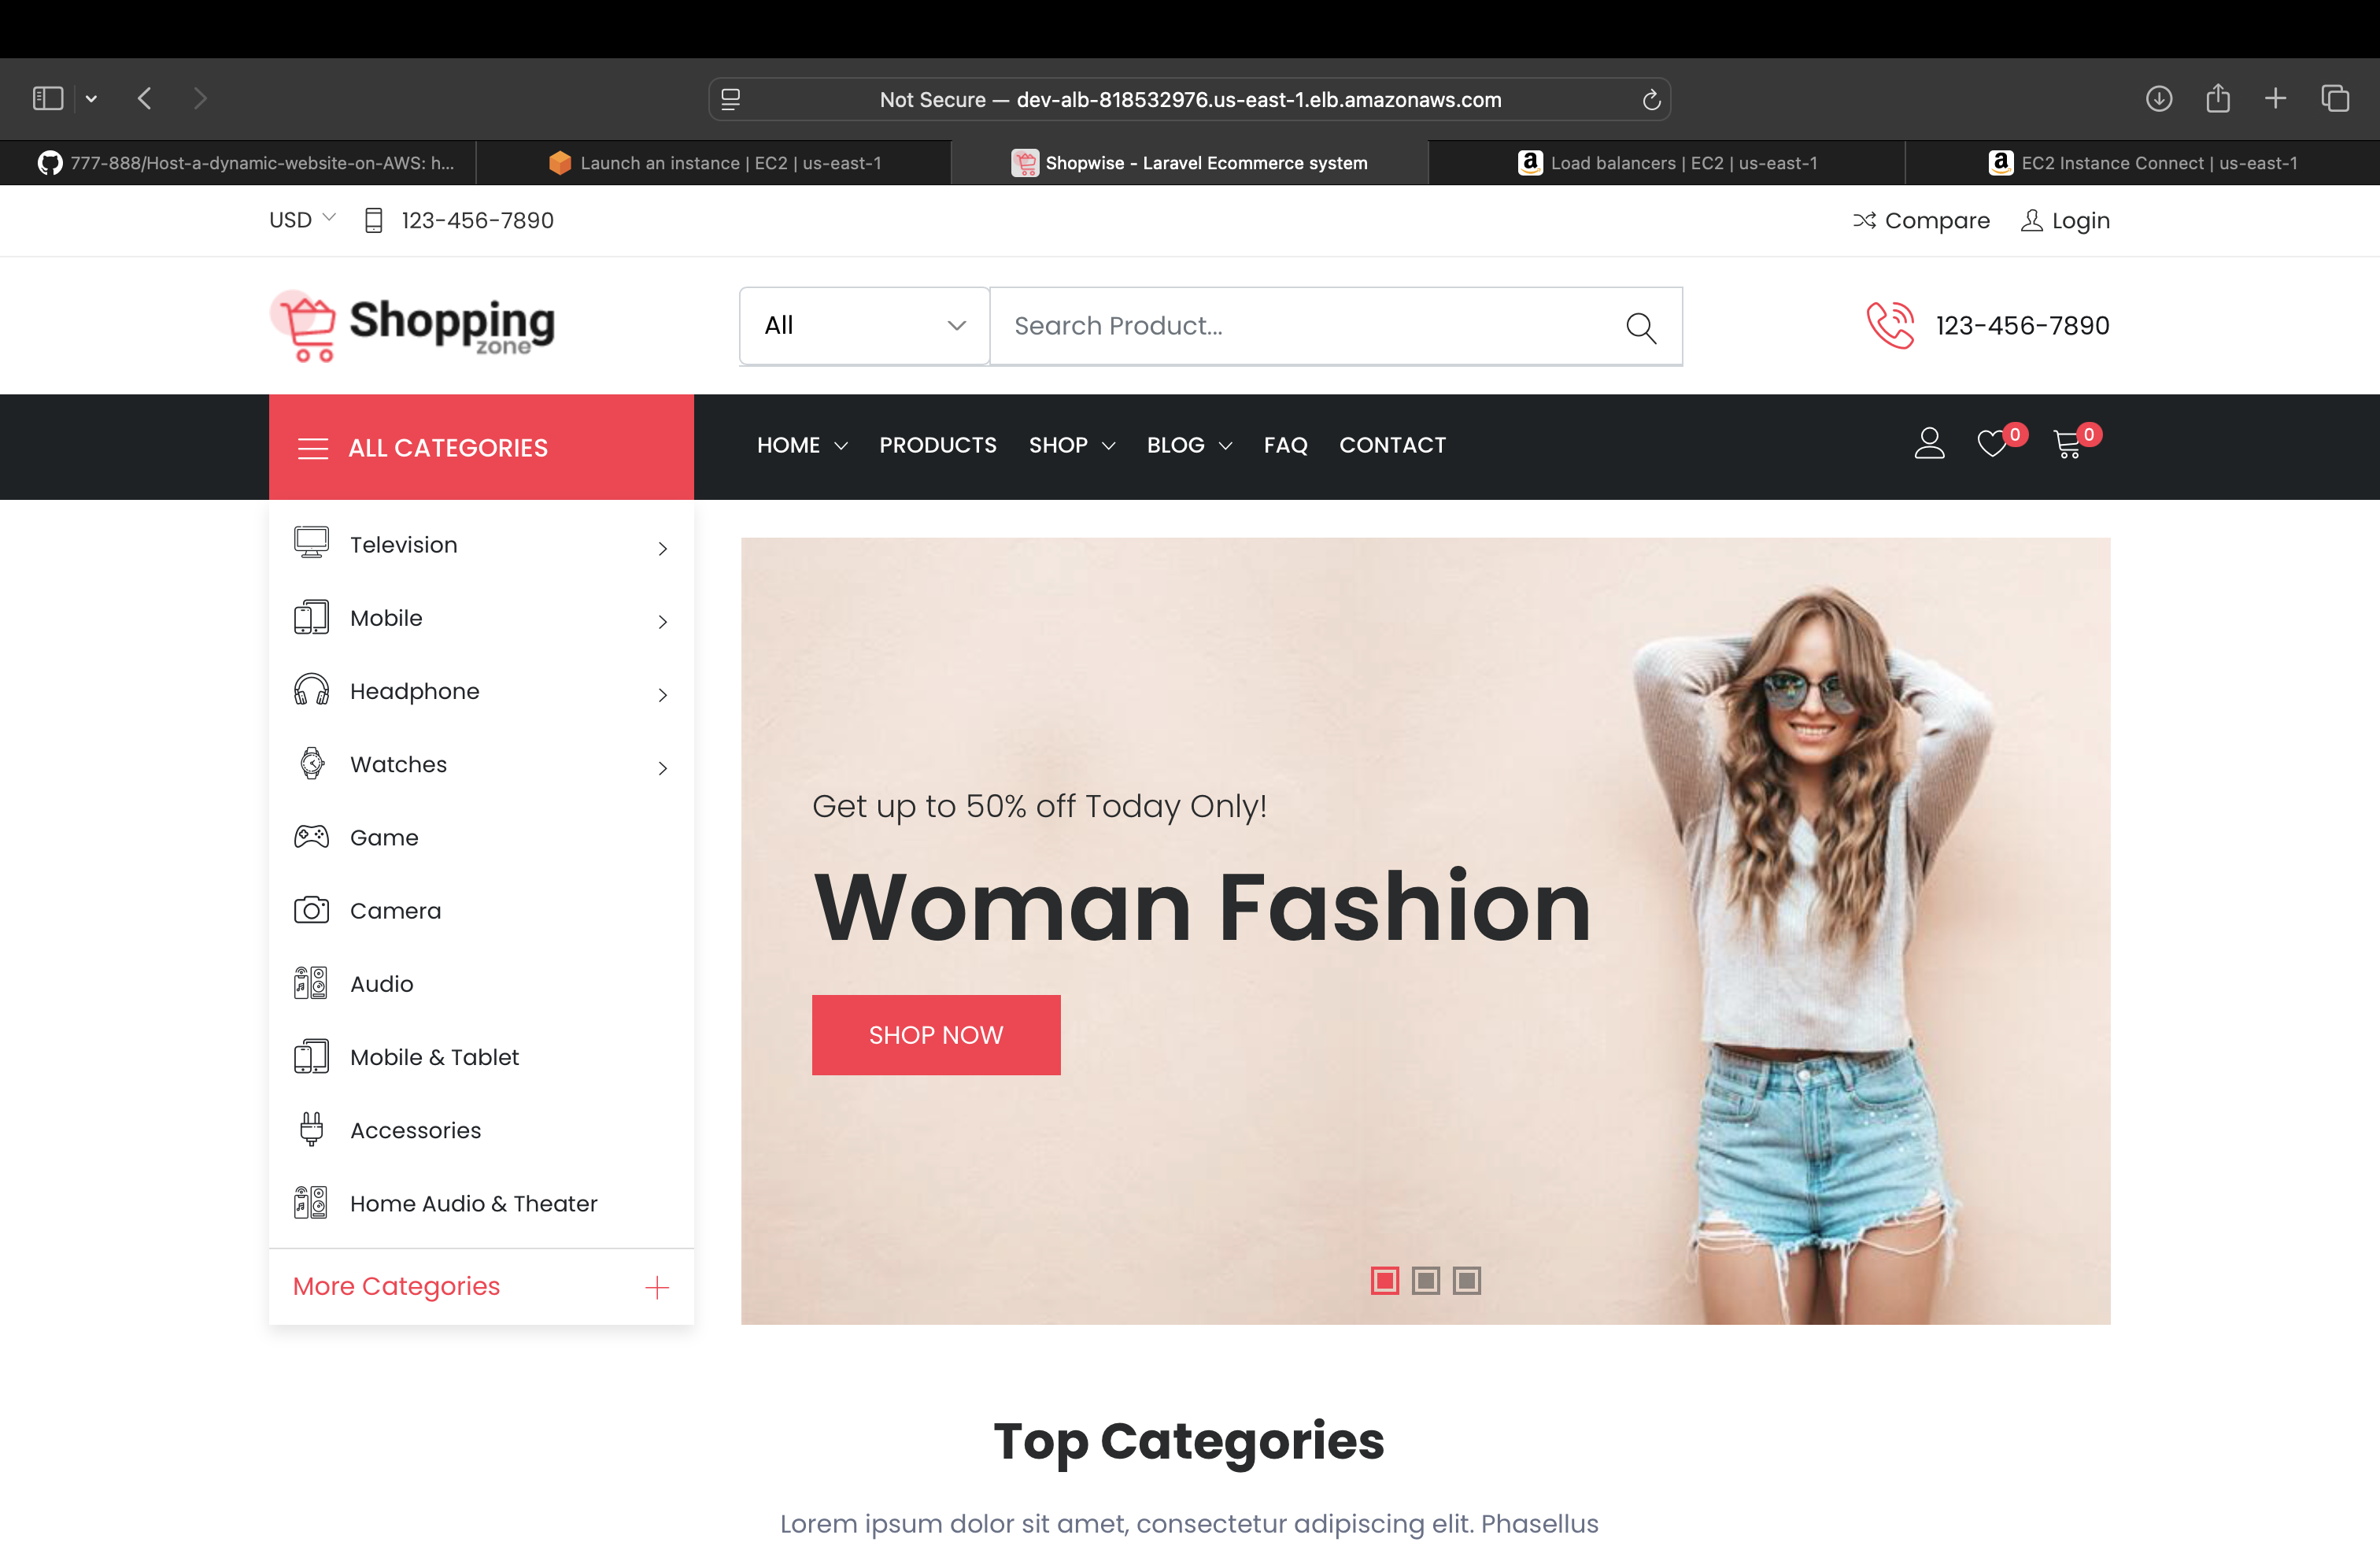 Not Secure — dev-alb-818532976.us-east-1.elb.amazonaws.com
777-888/Host-a-dynamic-website-on-AWS: h...
Launch an instance | EC2 | us-east-1
Shopwise - Laravel Ecommerce system
Load balancers | EC2 | us-east-1
EC2 Instance Connect | us-east-1
USD
123-456-7890
Compare
Login
Shopping
zone
All
Search Product...
123-456-7890
ALL CATEGORIES
HOME
PRODUCTS
SHOP
BLOG
FAQ
CONTACT
0
0
Television
Mobile
Headphone
Watches
Game
Camera
Audio
Mobile & Tablet
Accessories
Home Audio & Theater
More Categories
Get up to 50% off Today Only!
Woman Fashion
SHOP NOW
Top Categories
Lorem ipsum dolor sit amet, consectetur adipiscing elit. Phasellus